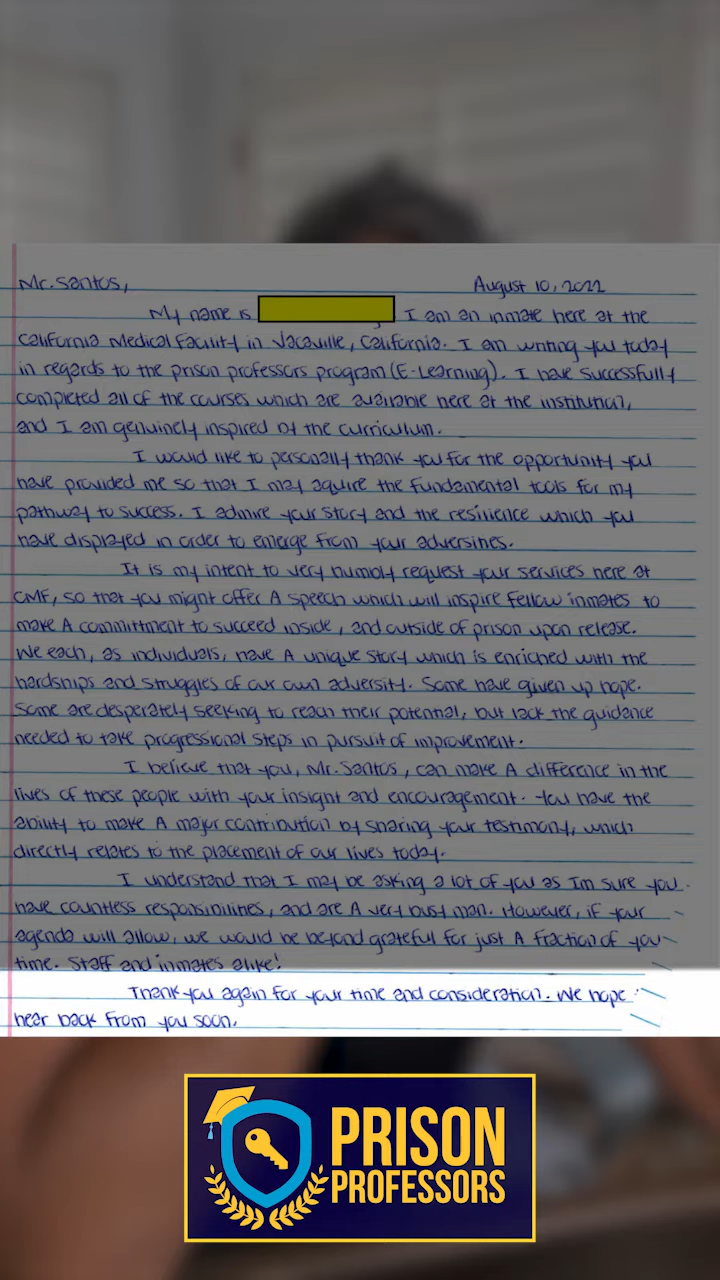 Mr. Santos,
August 10, 2022
My name is I am an inmate here at the
California Medical Facility in Vacaville, California. I am writing you today
in regards to the prison professors program (E-Learning). I have successfully
completed all of the courses which are available here at the institution,
and I am genuinely inspired by the curriculum.
I would like to personally thank you for the opportunity you
have provided me so that I may aquire the fundamental tools for my
pathway to success. I admire your story and the resilience which you
have displayed in order to emerge from your adversities.
It is my intent to very humbly request your services here at
CMF, so that you might offer A speech which will inspire fellow inmates to
make A committment to succeed inside, and outside of prison upon release.
We each, as individuals, have A unique story which is enriched with the
hardships and struggles of our own adversity. Some have given up hope.
Some are desperately seeking to reach their potential, but lack the guidance
needed to take progressional steps in pursuit of improvement.
I believe that you, Mr. Santos, can make A difference in the
lives of these people with your insight and encouragement. You have the
ability to make A major contribution by sharing your testimony, which
directly relates to the placement of our lives today.
I understand that I may be asking a lot of you as Im sure you
have countless responsibilities, and are A very busy man. However, if your
agenda will allow, we would be beyond grateful for just A fraction of you
time. Staff and inmates alike!
Thank you again for your time and consideration. We hope
hear back from you soon.
PRISON
PROFESSORS